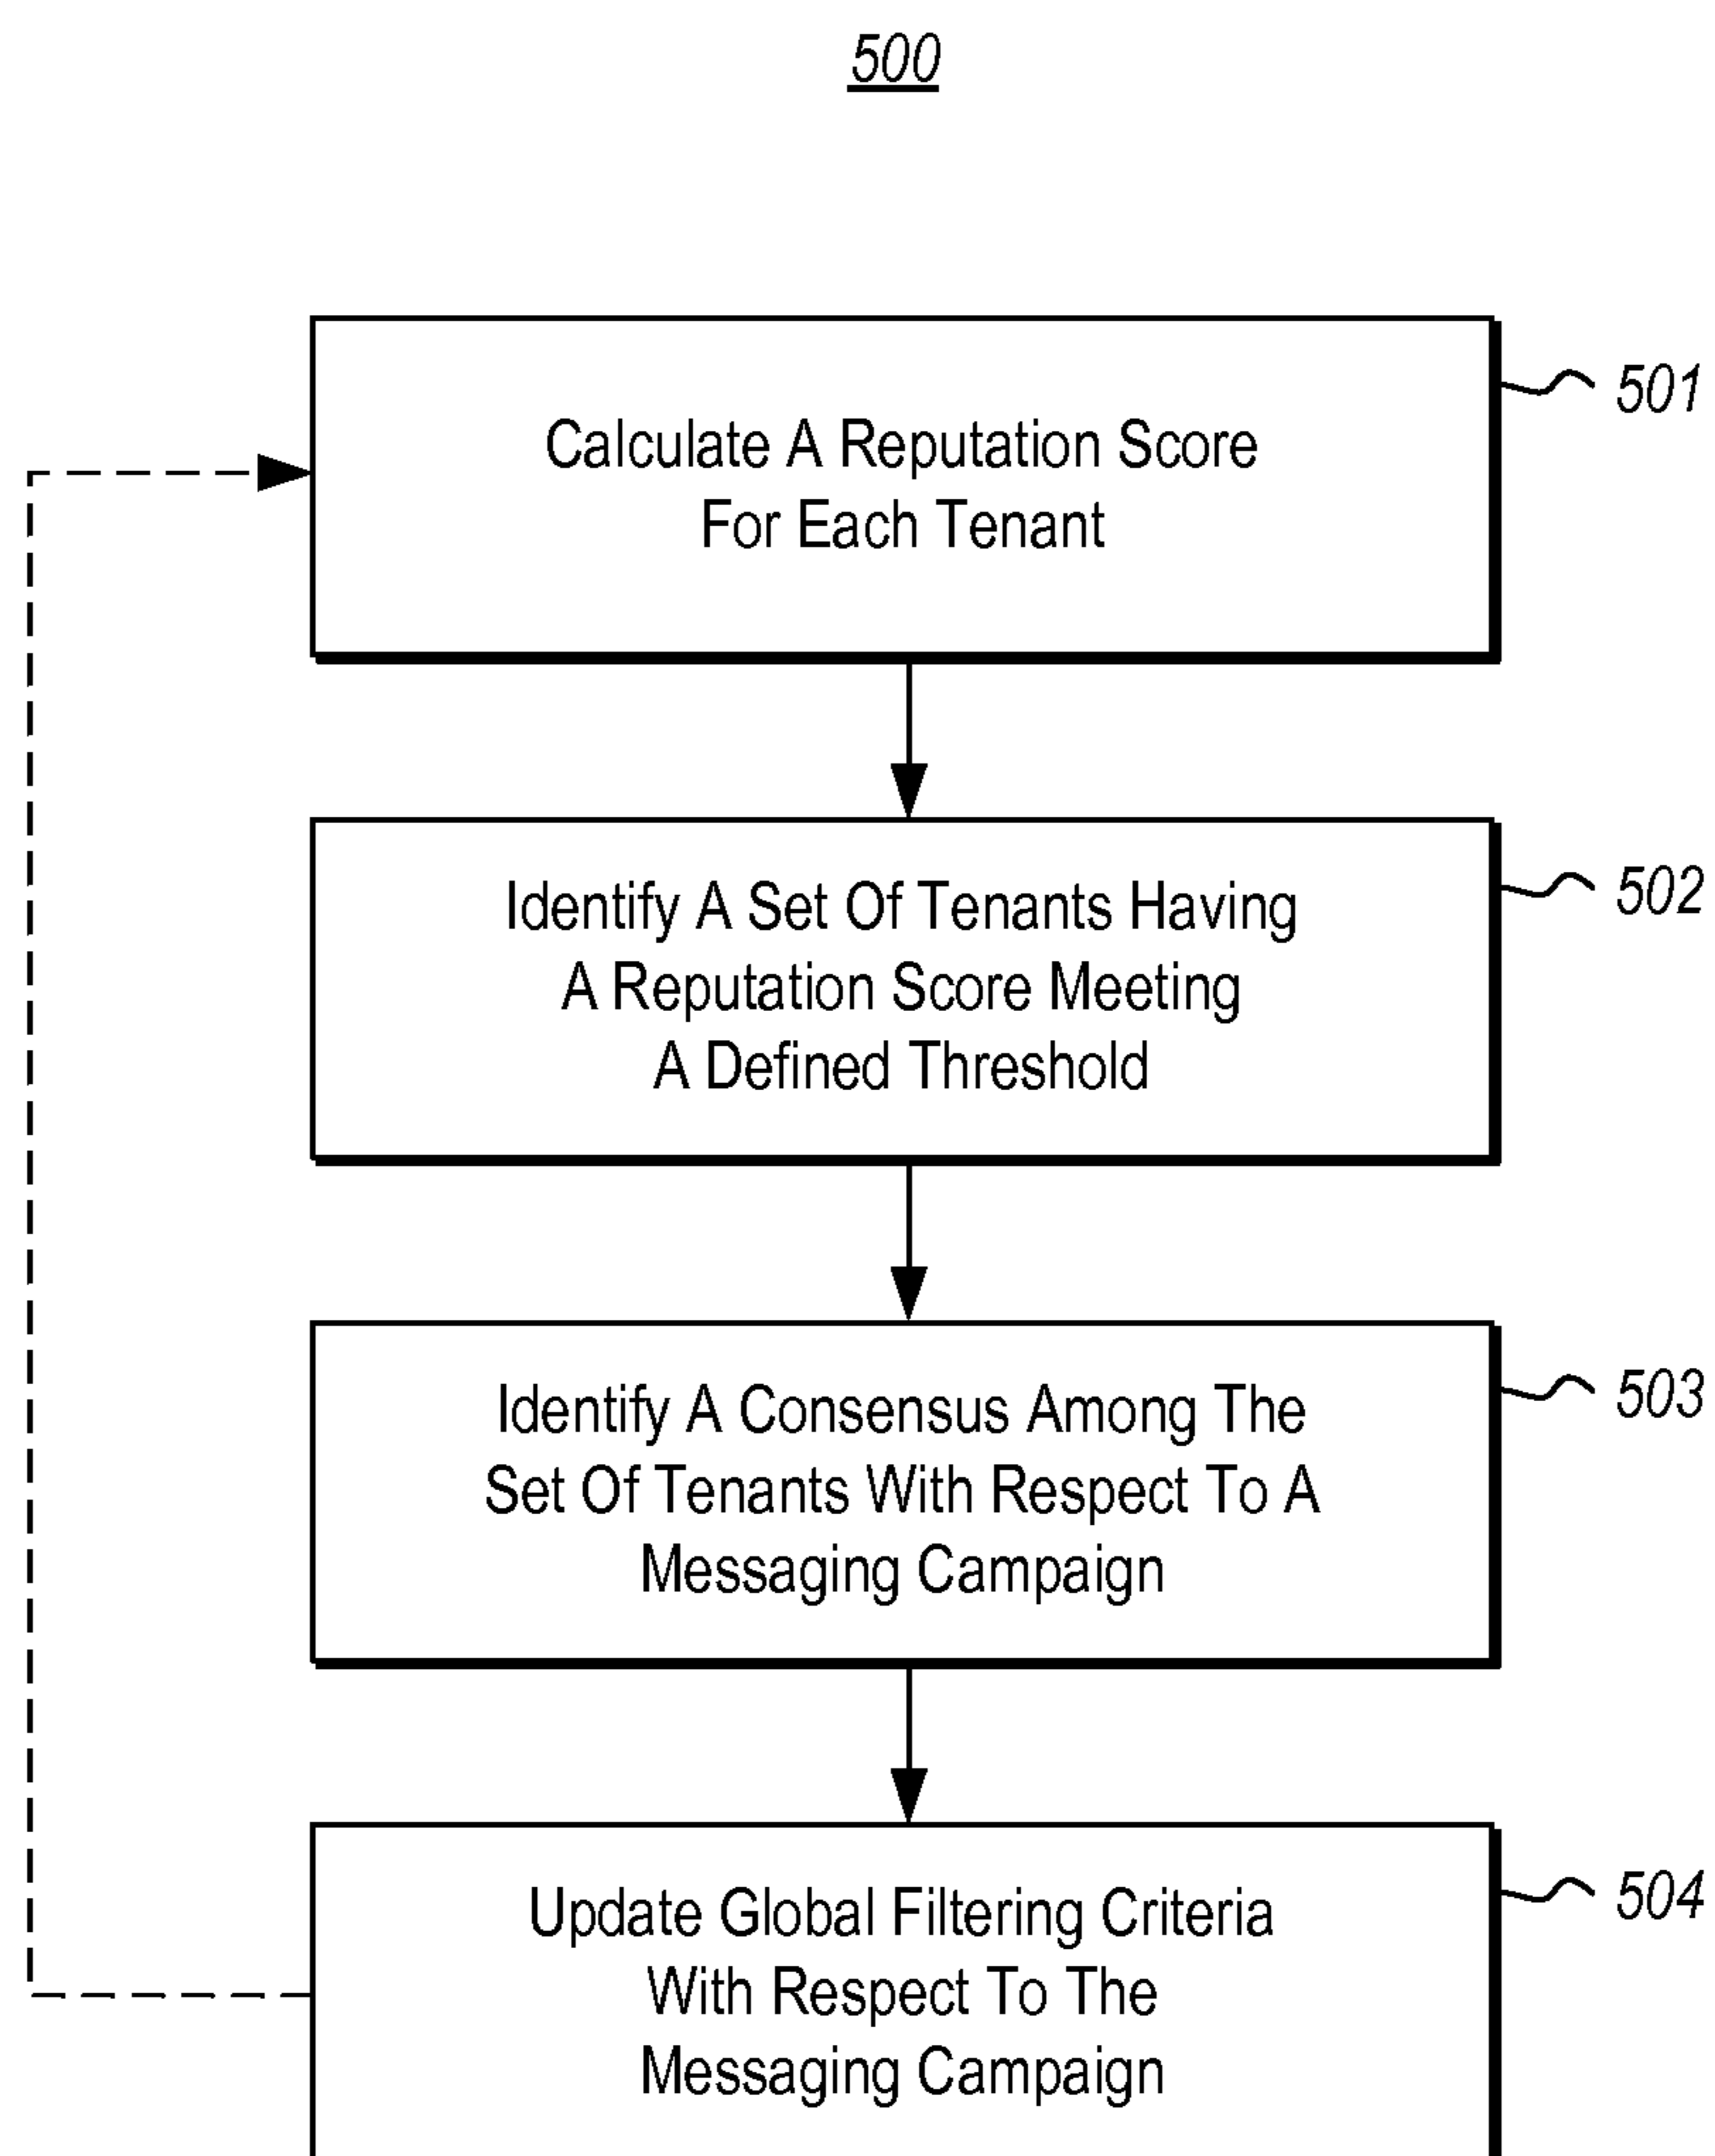 500
Calculate A Reputation Score
For Each Tenant
501
Identify A Set Of Tenants Having
A Reputation Score Meeting
A Defined Threshold
502
Identify A Consensus Among The
Set Of Tenants With Respect To A
Messaging Campaign
503
Update Global Filtering Criteria
With Respect To The
Messaging Campaign
504